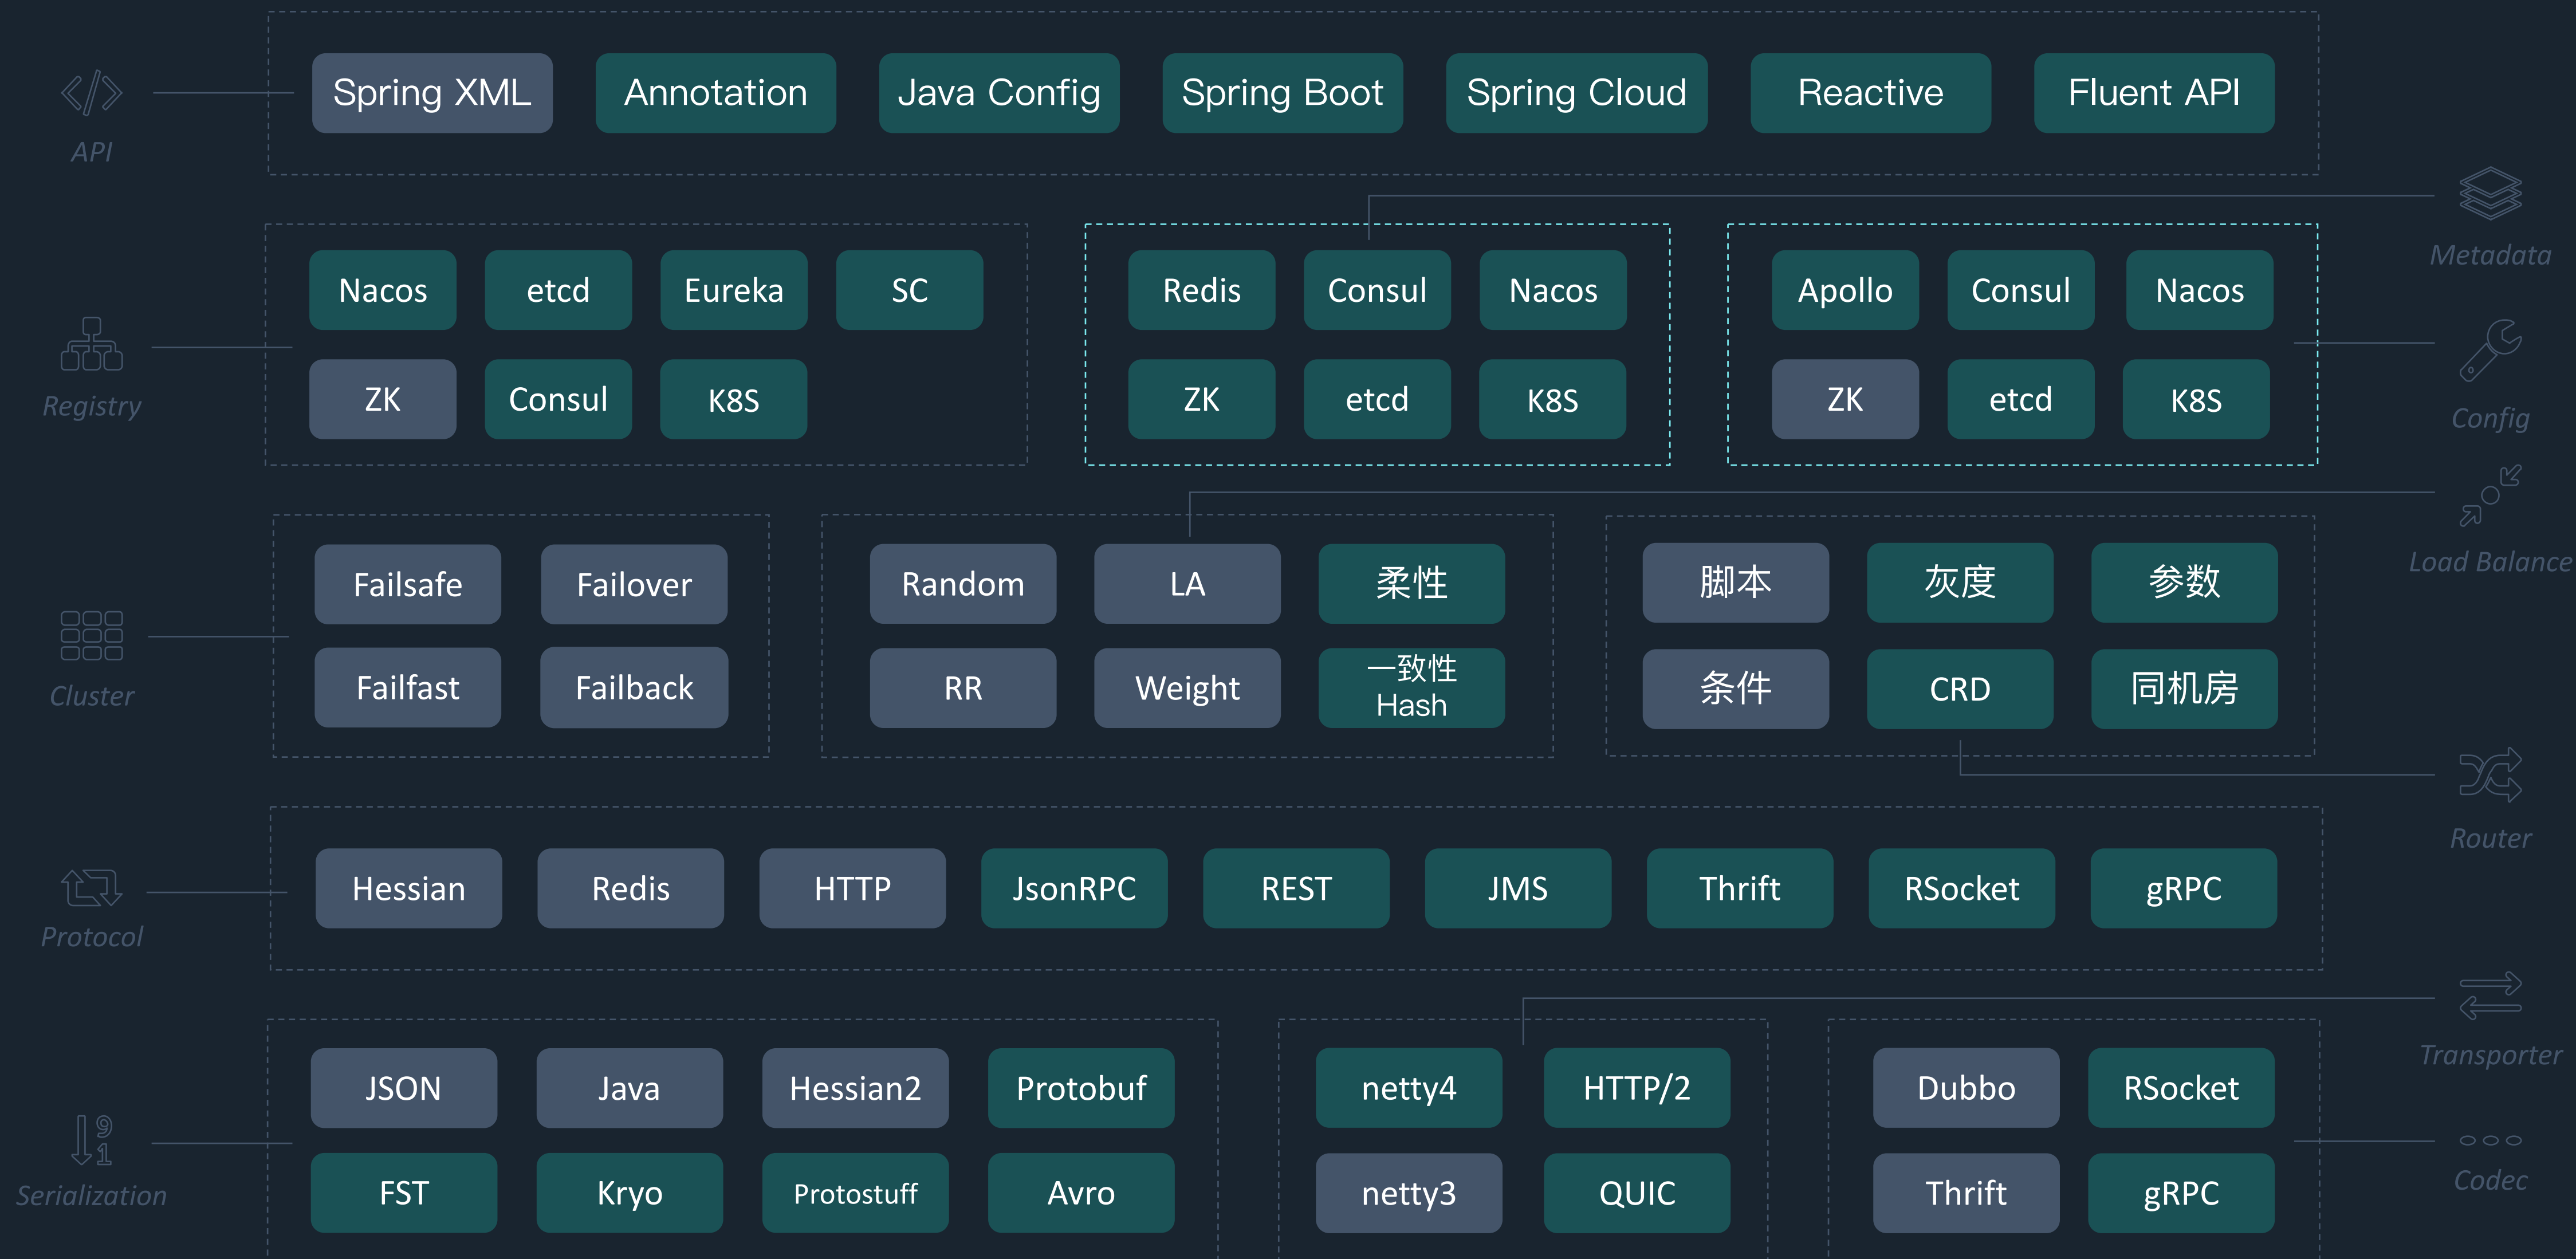 Spring XML
Annotation
Java Config
Spring Boot
Spring Cloud
Reactive
Fluent API
API
Metadata
Nacos
etcd
Eureka
SC
ZK
Consul
K8S
Registry
Redis
Consul
Nacos
ZK
etcd
K8S
Apollo
Consul
Nacos
ZK
etcd
K8S
Config
Load Balance
Failsafe
Failover
Failfast
Failback
Cluster
Random
LA
柔性
RR
Weight
一致性
Hash
脚本
灰度
参数
条件
CRD
同机房
Router
Hessian
Redis
HTTP
JsonRPC
REST
JMS
Thrift
RSocket
gRPC
Protocol
Transporter
JSON
Java
Hessian2
Protobuf
FST
Kryo
Protostuff
Avro
9
1
Serialization
netty4
HTTP/2
netty3
QUIC
Dubbo
RSocket
Thrift
gRPC
Codec